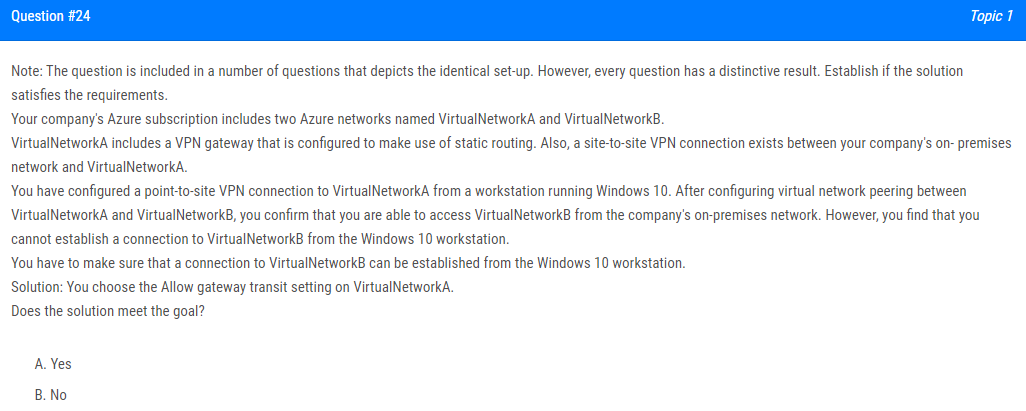 Question #24
Topic 1
Note: The question is included in a number of questions that depicts the identical set-up. However, every question has a distinctive result. Establish if the solution
satisfies the requirements.
Your company's Azure subscription includes two Azure networks named VirtualNetworkA and VirtualNetworkB.
VirtualNetworkA includes a VPN gateway that is configured to make use of static routing. Also, a site-to-site VPN connection exists between your company's on- premises
network and VirtualNetworkA.
You have configured a point-to-site VPN connection to VirtualNetworkA from a workstation running Windows 10. After configuring virtual network peering between
VirtualNetworkA and VirtualNetworkB, you confirm that you are able to access VirtualNetworkB from the company's on-premises network. However, you find that you
cannot establish a connection to VirtualNetworkB from the Windows 10 workstation.
You have to make sure that a connection to VirtualNetworkB can be established from the Windows 10 workstation.
Solution: You choose the Allow gateway transit setting on VirtualNetworkA.
Does the solution meet the goal?
A. Yes
B. No